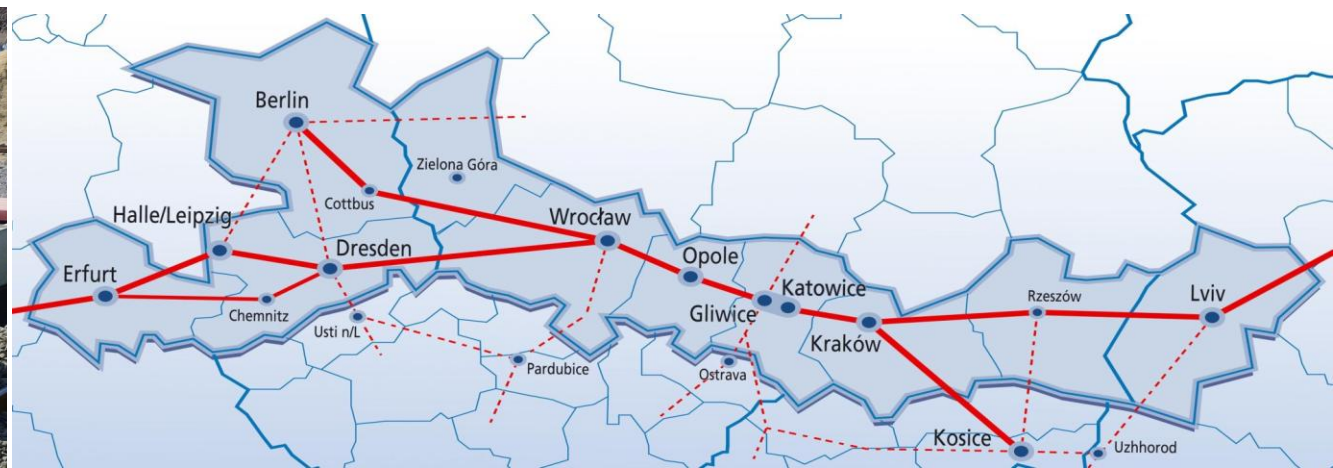 Berlin
Zielona Góra
Cottbus
Halle/Leipzig
Wrocław
Dresden
Opole
Erfurt
Katowice
Lviv
Rzeszów
Chemnitz
Gliwice
Usti n/L
Kraków
Pardubice
Ostrava
Kosice
Uzhhorod